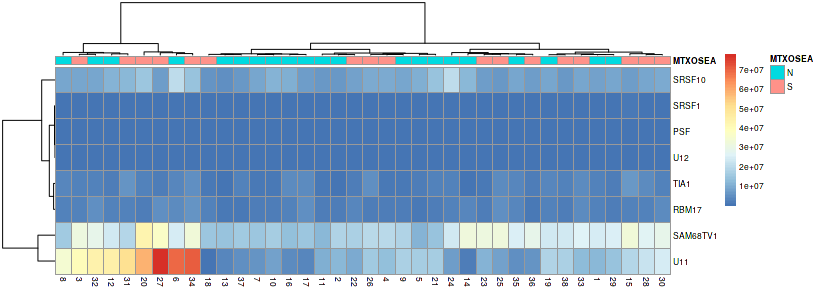 MTXOSEA
SRSF10
SRSF1
PSF
U12
TIA1
RBM17
SAM68TV1
U11
8 3 32 12 31 20 27 6 34 18 13 37 7 10 16 17 11 2 22 26 4 9 5 21 24 14 23 25 35 36 19 38 33 1 29 15 28 30
7e+07
6e+07
5e+07
4e+07
3e+07
2e+07
1e+07
MTXOSEA
N
S